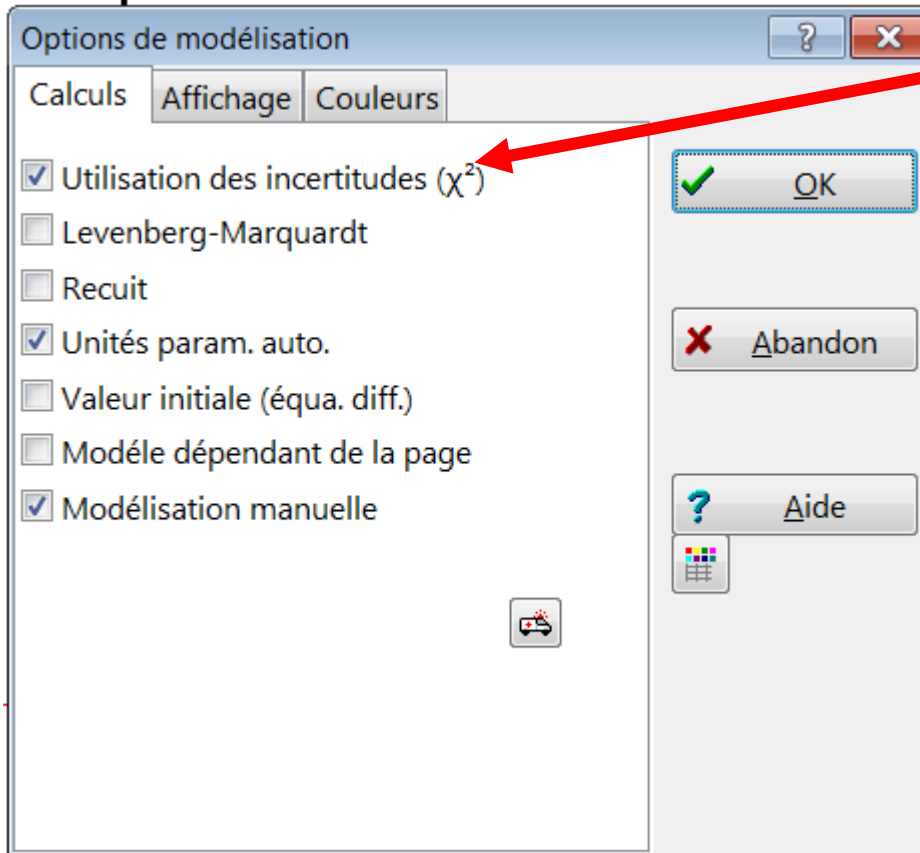 Options de modélisation
Calculs Affichage Couleurs
Utilisation des incertitudes (χ²)
Levenberg-Marquardt
Recuit
Unités param. auto.
Valeur initiale (équa. diff.)
Modéle dépendant de la page
Modélisation manuelle
OK
Abandon
? Aide